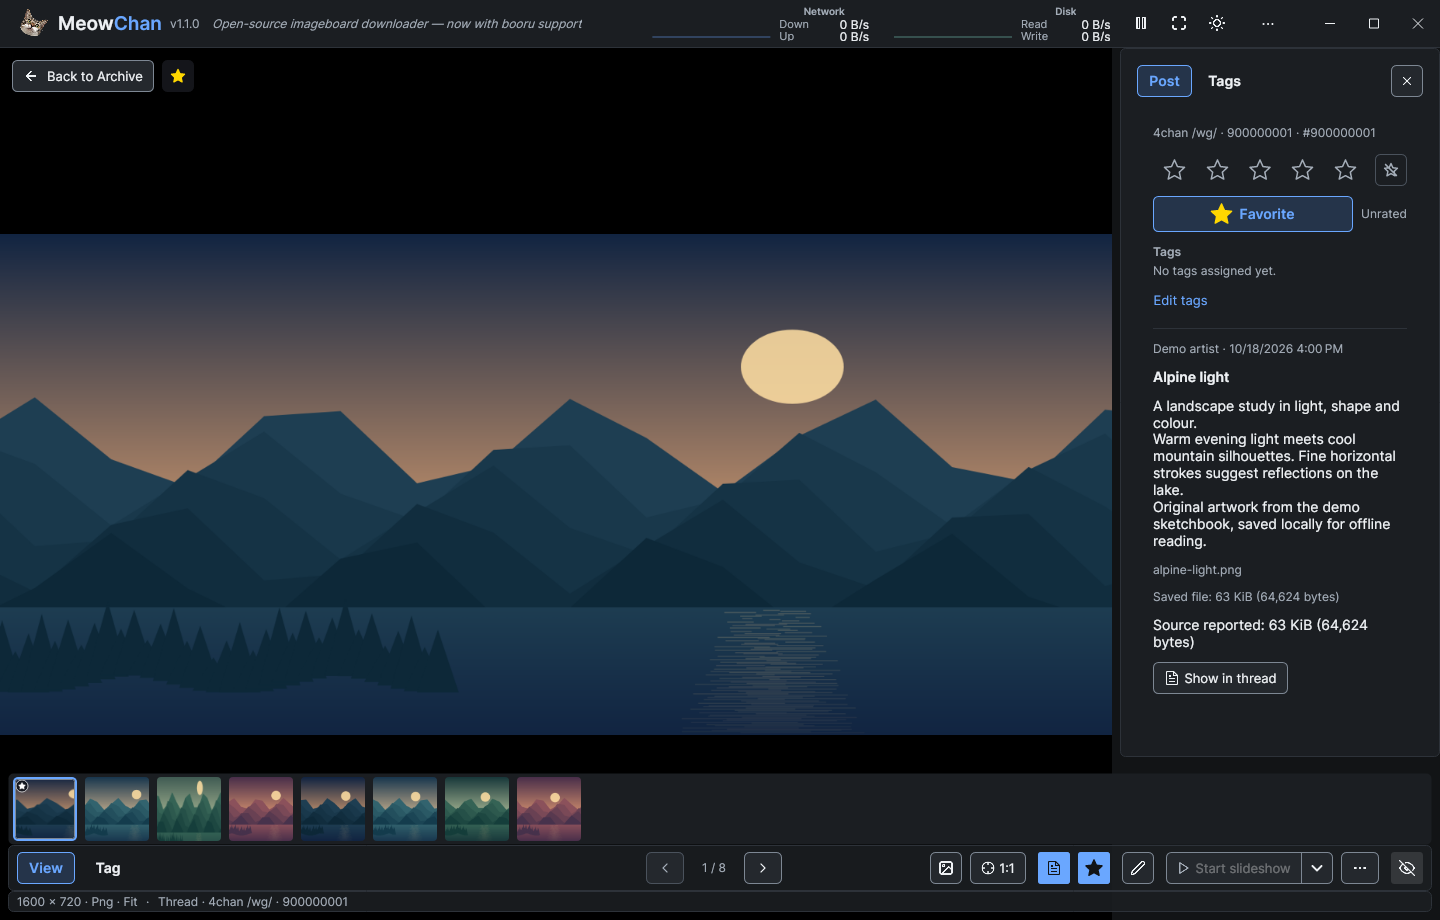 MeowChan v1.1.0 Open-source imageboard downloader — now with booru support
Network
Down 0 B/s
Up 0 B/s
Disk
Read 0 B/s
Write 0 B/s
Back to Archive
Post Tags
4chan /wg/ · 900000001 · #900000001
Favorite Unrated
Tags
No tags assigned yet.
Edit tags
Demo artist · 10/18/2026 4:00 PM
Alpine light
A landscape study in light, shape and
colour.
Warm evening light meets cool
mountain silhouettes. Fine horizontal
strokes suggest reflections on the
lake.
Original artwork from the demo
sketchbook, saved locally for offline
reading.
alpine-light.png
Saved file: 63 KiB (64,624 bytes)
Source reported: 63 KiB (64,624
bytes)
Show in thread
View Tag 1 / 8 1:1 Start slideshow
1600 × 720 · Png · Fit · Thread · 4chan /wg/ · 900000001